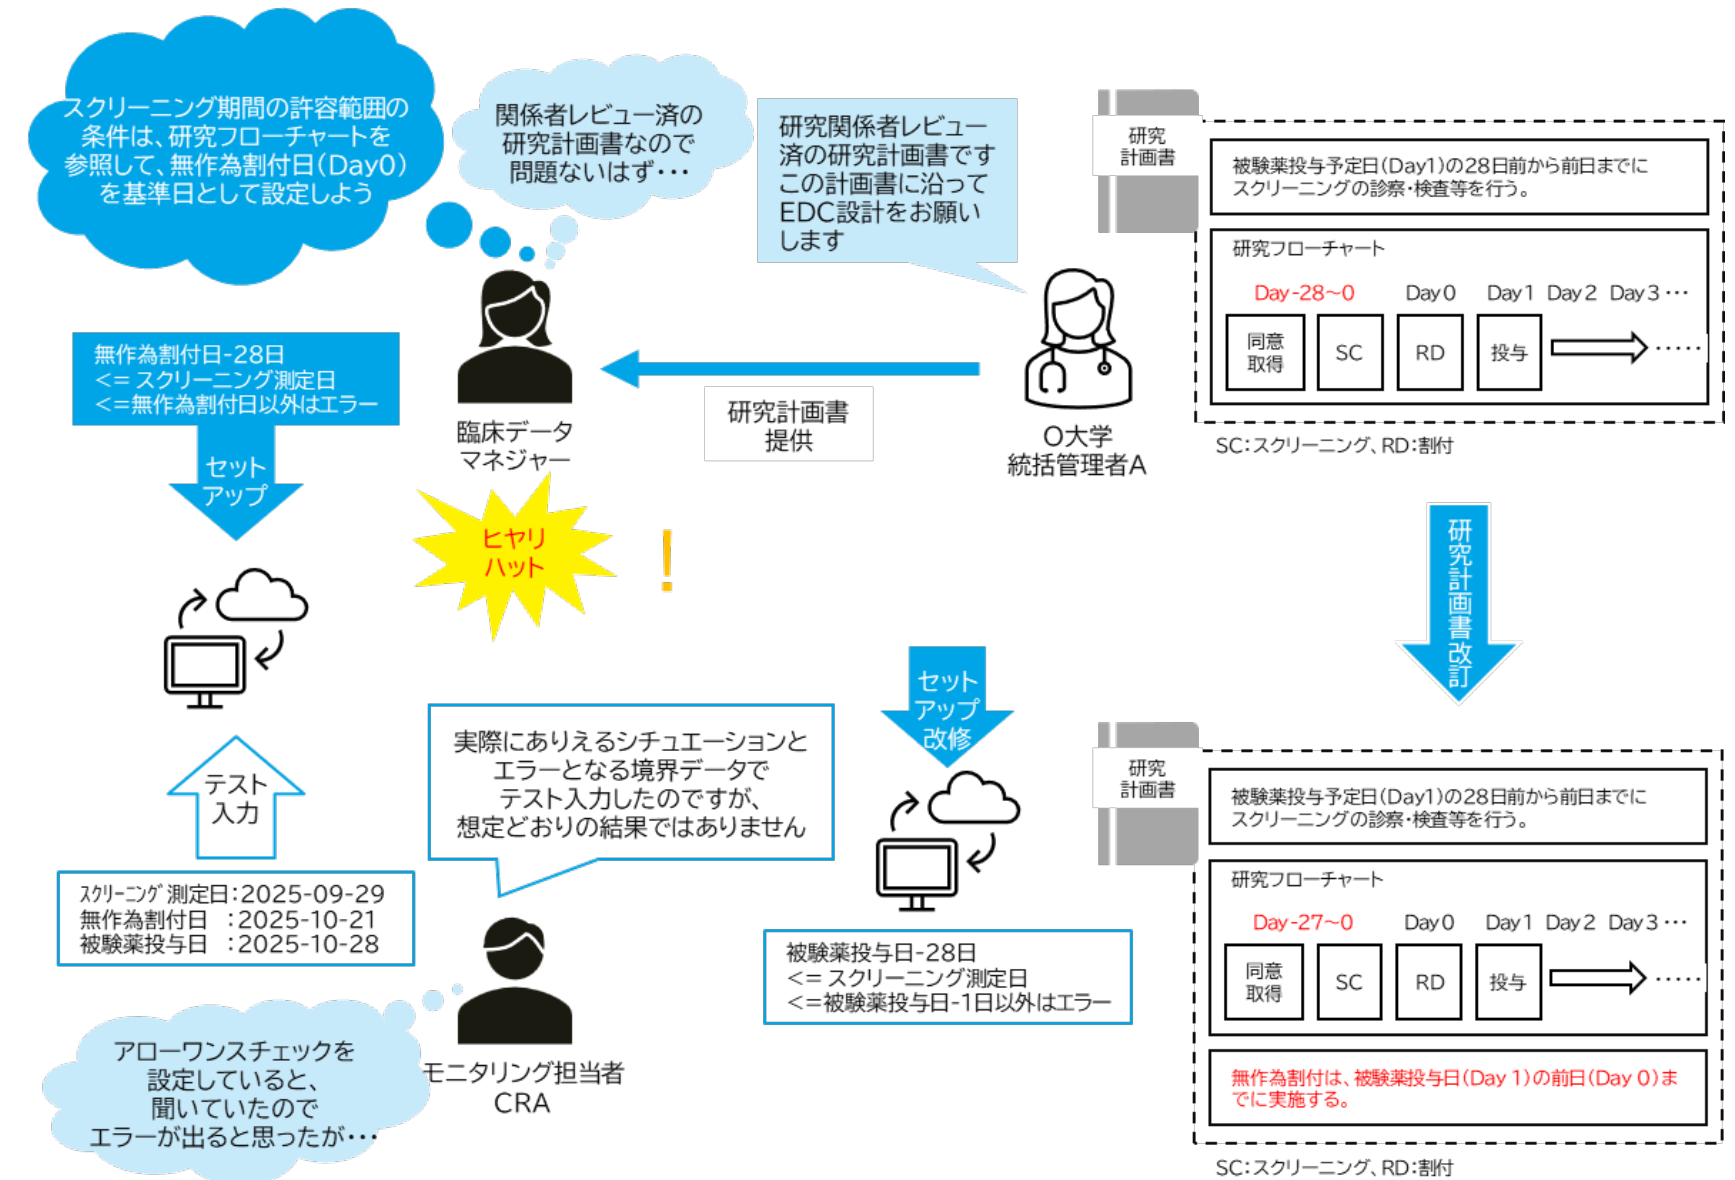 スクリーニング期間の許容範囲の
条件は、研究フローチャートを
参照して、無作為割付日(Day0)
を基準日として設定しよう
関係者レビュー済の
研究計画書なので
問題ないはず・・・
研究関係者レビュー
済の研究計画書です
この計画書に沿って
EDC設計をお願い
します
研究
計画書
被験薬投与予定日(Day1)の28日前から前日までに
スクリーニングの診察・検査等を行う。
研究フローチャート
Day-28~0 Day0 Day1 Day2 Day3・・・
同意
取得
SC
RD
投与
・・・・・
SC:スクリーニング、RD:割付
無作為割付日-28日
<= スクリーニング測定日
<=無作為割付日以外はエラー
セット
アップ
臨床データ
マネジャー
研究計画書
提供
O大学
統括管理者A
ヒヤリ
ハット
!
研究計画書改訂
テスト
入力
スクリーニング測定日:2025-09-29
無作為割付日 :2025-10-21
被験薬投与日 :2025-10-28
実際にありえるシチュエーションと
エラーとなる境界データで
テスト入力したのですが、
想定どおりの結果ではありません
アローワンスチェックを
設定していると、
聞いていたので
エラーが出ると思ったが・・・
モニタリング担当者
CRA
セット
アップ
改修
被験薬投与日-28日
<= スクリーニング測定日
<=被験薬投与日-1日以外はエラー
研究
計画書
被験薬投与予定日(Day1)の28日前から前日までに
スクリーニングの診察・検査等を行う。
研究フローチャート
Day-27~0 Day0 Day1 Day2 Day3・・・
同意
取得
SC
RD
投与
・・・・・
無作為割付は、被験薬投与日(Day 1)の前日(Day 0)ま
でに実施する。
SC:スクリーニング、RD:割付